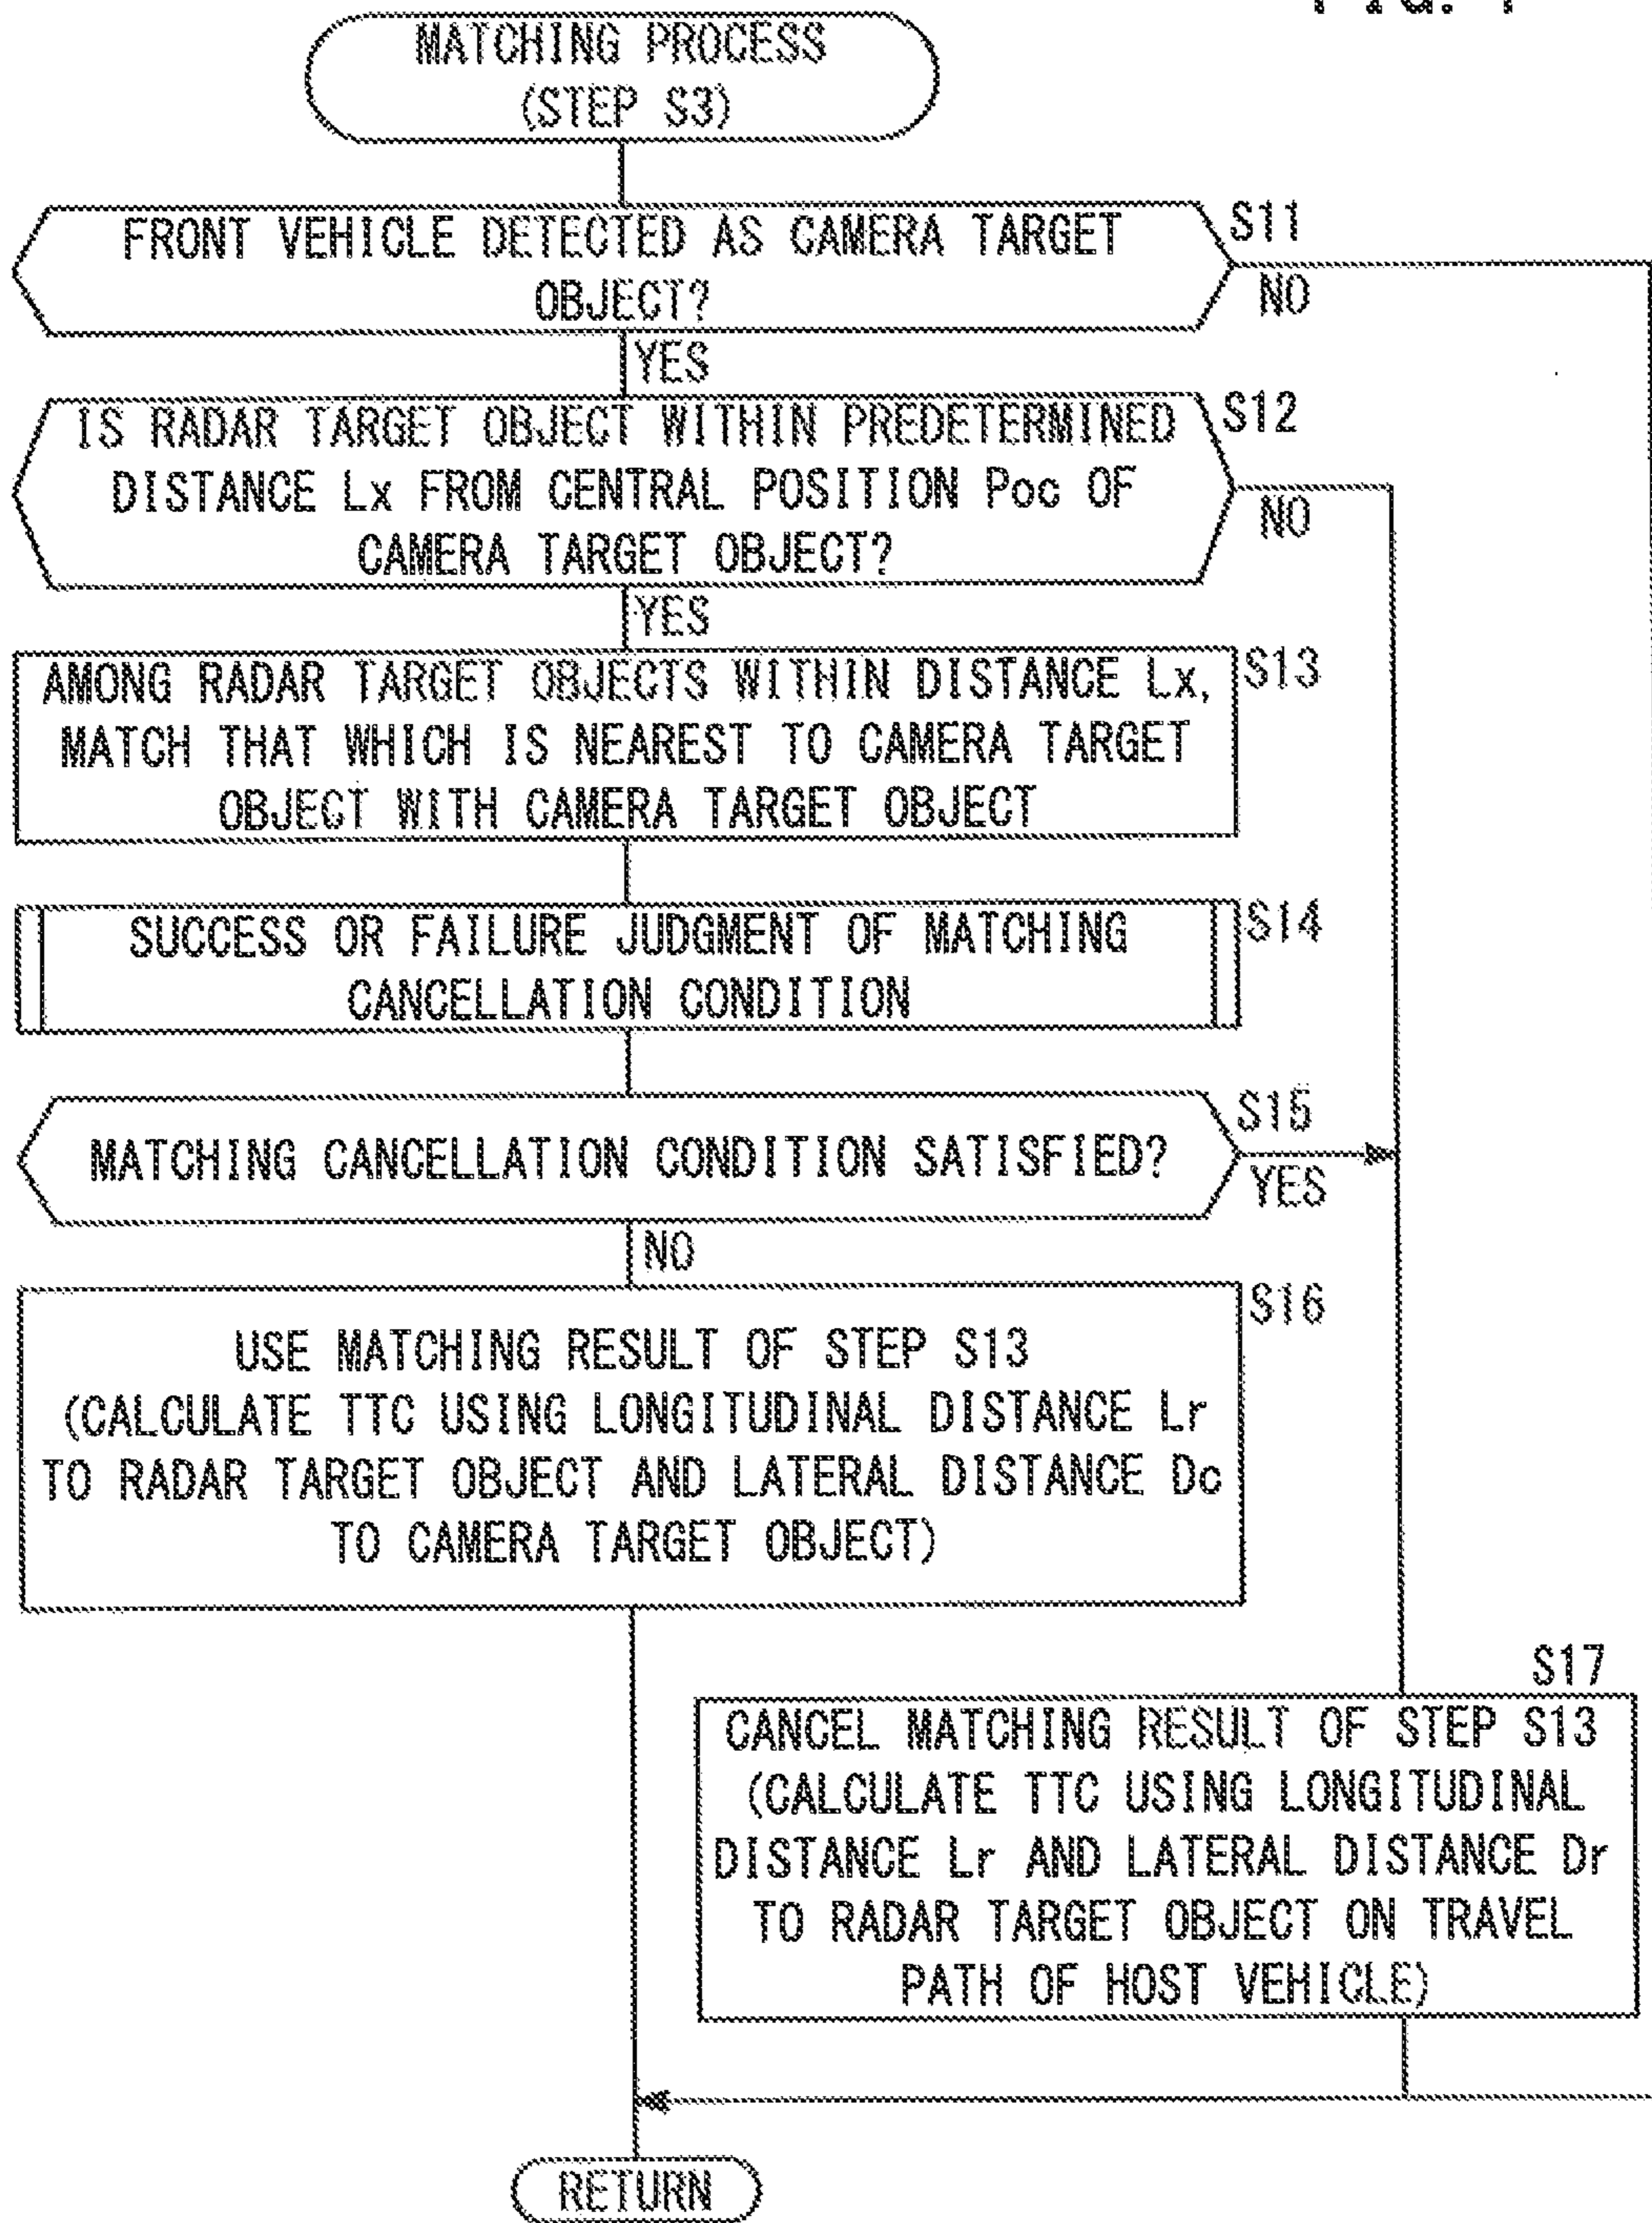 MATCHING PROCESS
(STEP S3)
FRONT VEHICLE DETECTED AS CAMERA TARGET
OBJECT?
S11
NO
YES
IS RADAR TARGET OBJECT WITHIN PREDETERMINED
DISTANCE Lx FROM CENTRAL POSITION Poc OF
CAMERA TARGET OBJECT?
S12
NO
YES
AMONG RADAR TARGET OBJECTS WITHIN DISTANCE Lx,
MATCH THAT WHICH IS NEAREST TO CAMERA TARGET
OBJECT WITH CAMERA TARGET OBJECT
S13
SUCCESS OR FAILURE JUDGMENT OF MATCHING
CANCELLATION CONDITION
S14
MATCHING CANCELLATION CONDITION SATISFIED?
S15
YES
NO
S16
USE MATCHING RESULT OF STEP S13
(CALCULATE TTC USING LONGITUDINAL DISTANCE Lr
TO RADAR TARGET OBJECT AND LATERAL DISTANCE Dc
TO CAMERA TARGET OBJECT)
S17
CANCEL MATCHING RESULT OF STEP S13
(CALCULATE TTC USING LONGITUDINAL
DISTANCE Lr AND LATERAL DISTANCE Dr
TO RADAR TARGET OBJECT ON TRAVEL
PATH OF HOST VEHICLE)
RETURN